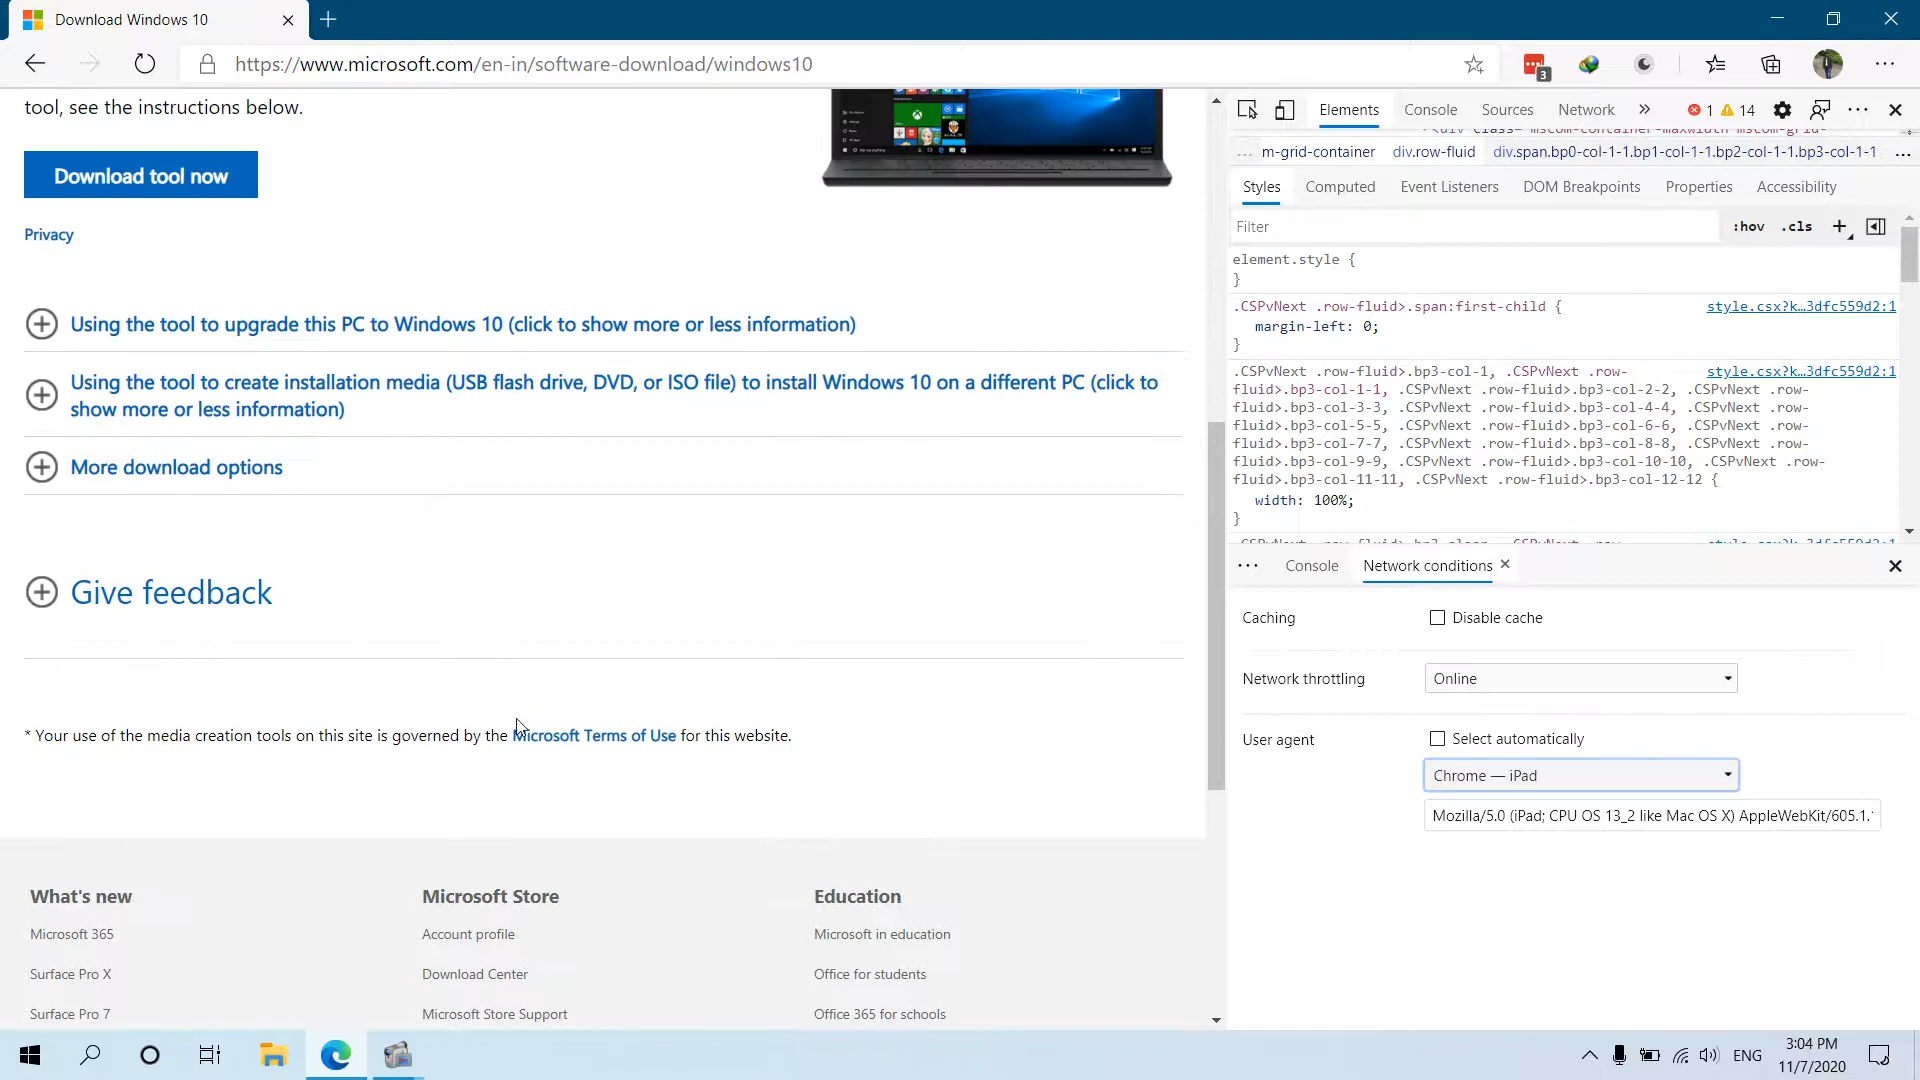 Download Windows 10
https://www.microsoft.com/en-in/software-download/windows10
3
tool, see the instructions below.
Download tool now
Privacy
Using the tool to upgrade this PC to Windows 10 (click to show more or less information)
Using the tool to create installation media (USB flash drive, DVD, or ISO file) to install Windows 10 on a different PC (click to
show more or less information)
More download options
Give feedback
* Your use of the media creation tools on this site is governed by the Microsoft Terms of Use for this website.
What's new
Microsoft 365
Surface Pro X
Surface Pro 7
Microsoft Store
Account profile
Download Center
Microsoft Store Support
Education
Microsoft in education
Office for students
Office 365 for schools
Elements Console Sources Network 1 14
... m-grid-container div.row-fluid div.span.bp0-col-1-1.bp1-col-1-1.bp2-col-1-1.bp3-col-1-1 ...
Styles Computed Event Listeners DOM Breakpoints Properties Accessibility
Filter :hov .cls +
element.style {
}
.CSPvNext .row-fluid>.span:first-child { style.csx?k…3dfc559d2:1
margin-left: 0;
}
.CSPvNext .row-fluid>.bp3-col-1, .CSPvNext .row- style.csx?k…3dfc559d2:1
fluid>.bp3-col-1-1, .CSPvNext .row-fluid>.bp3-col-2-2, .CSPvNext .row-
fluid>.bp3-col-3-3, .CSPvNext .row-fluid>.bp3-col-4-4, .CSPvNext .row-
fluid>.bp3-col-5-5, .CSPvNext .row-fluid>.bp3-col-6-6, .CSPvNext .row-
fluid>.bp3-col-7-7, .CSPvNext .row-fluid>.bp3-col-8-8, .CSPvNext .row-
fluid>.bp3-col-9-9, .CSPvNext .row-fluid>.bp3-col-10-10, .CSPvNext .row-
fluid>.bp3-col-11-11, .CSPvNext .row-fluid>.bp3-col-12-12 {
width: 100%;
}
Console Network conditions
Caching Disable cache
Network throttling Online
User agent Select automatically
Chrome — iPad
Mozilla/5.0 (iPad; CPU OS 13_2 like Mac OS X) AppleWebKit/605.1.
ENG
3:04 PM
11/7/2020